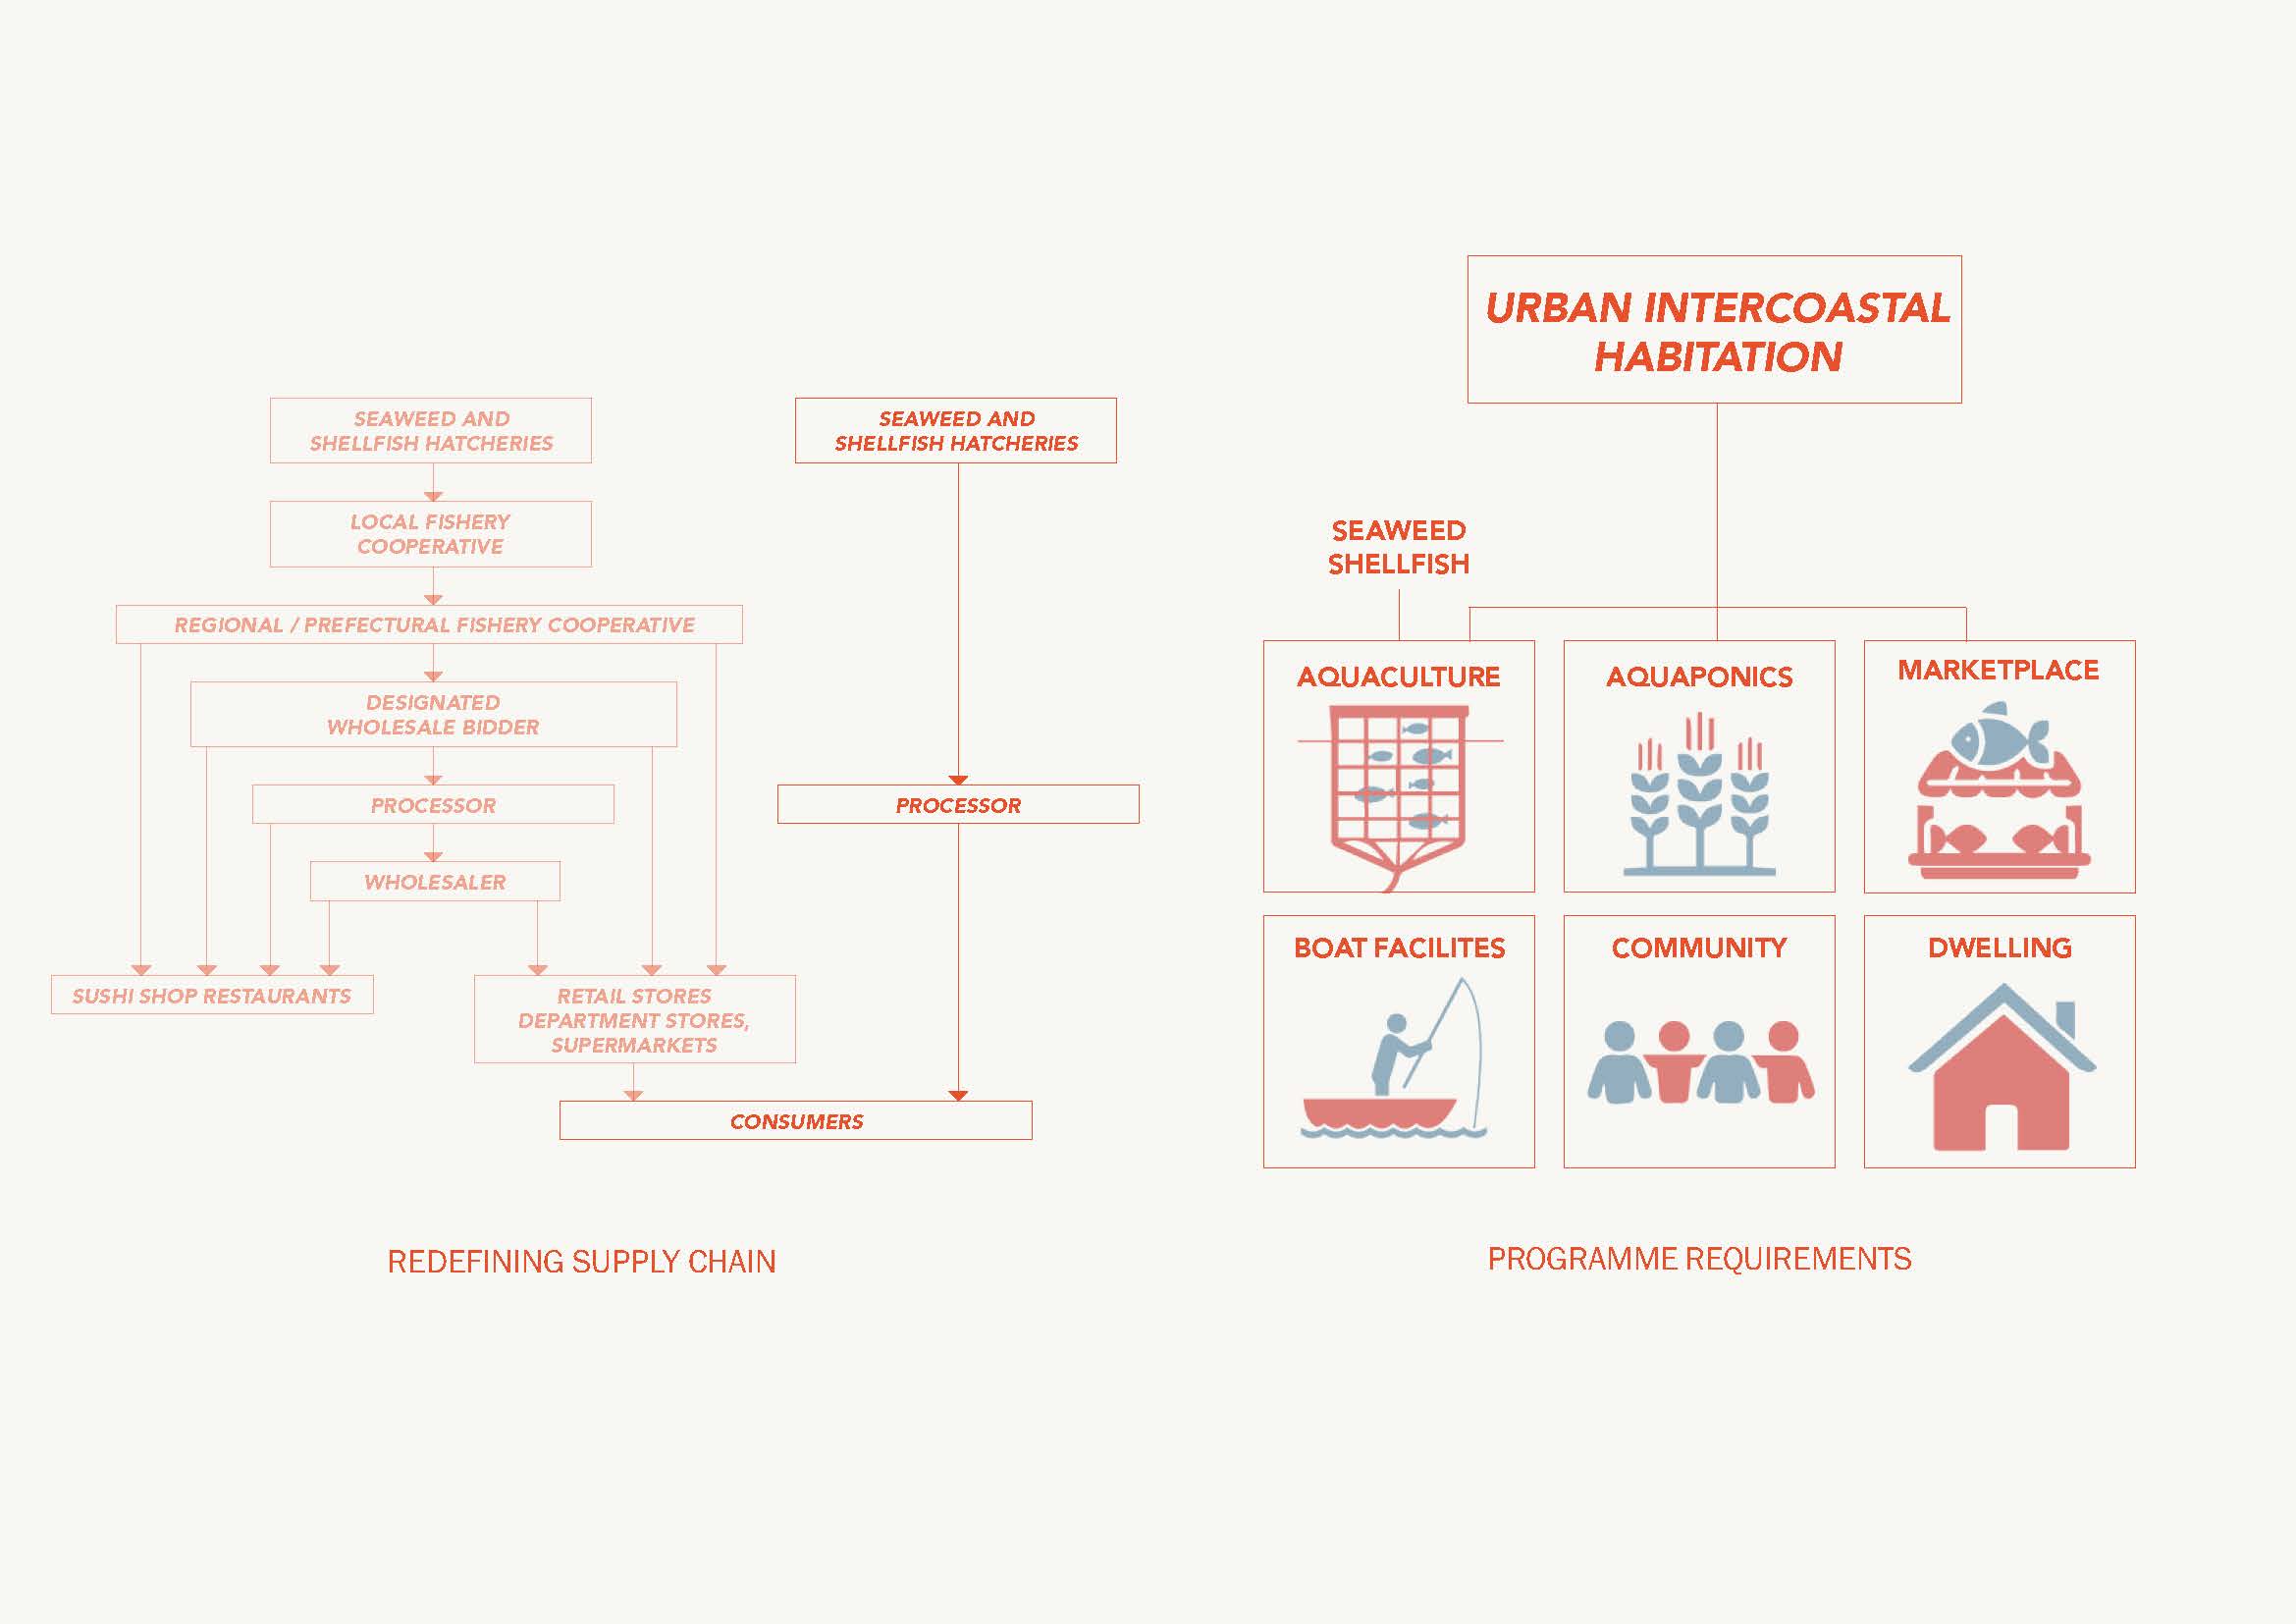 SEAWEED AND
SHELLFISH HATCHERIES
LOCAL FISHERY
COOPERATIVE
REGIONAL / PREFECTURAL FISHERY COOPERATIVE
DESIGNATED
WHOLESALE BIDDER
PROCESSOR
WHOLESALER
SUSHI SHOP RESTAURANTS
RETAIL STORES
DEPARTMENT STORES,
SUPERMARKETS
SEAWEED AND
SHELLFISH HATCHERIES
PROCESSOR
CONSUMERS
REDEFINING SUPPLY CHAIN
URBAN INTERCOASTAL
HABITATION
SEAWEED
SHELLFISH
AQUACULTURE
AQUAPONICS
MARKETPLACE
BOAT FACILITES
COMMUNITY
DWELLING
PROGRAMME REQUIREMENTS